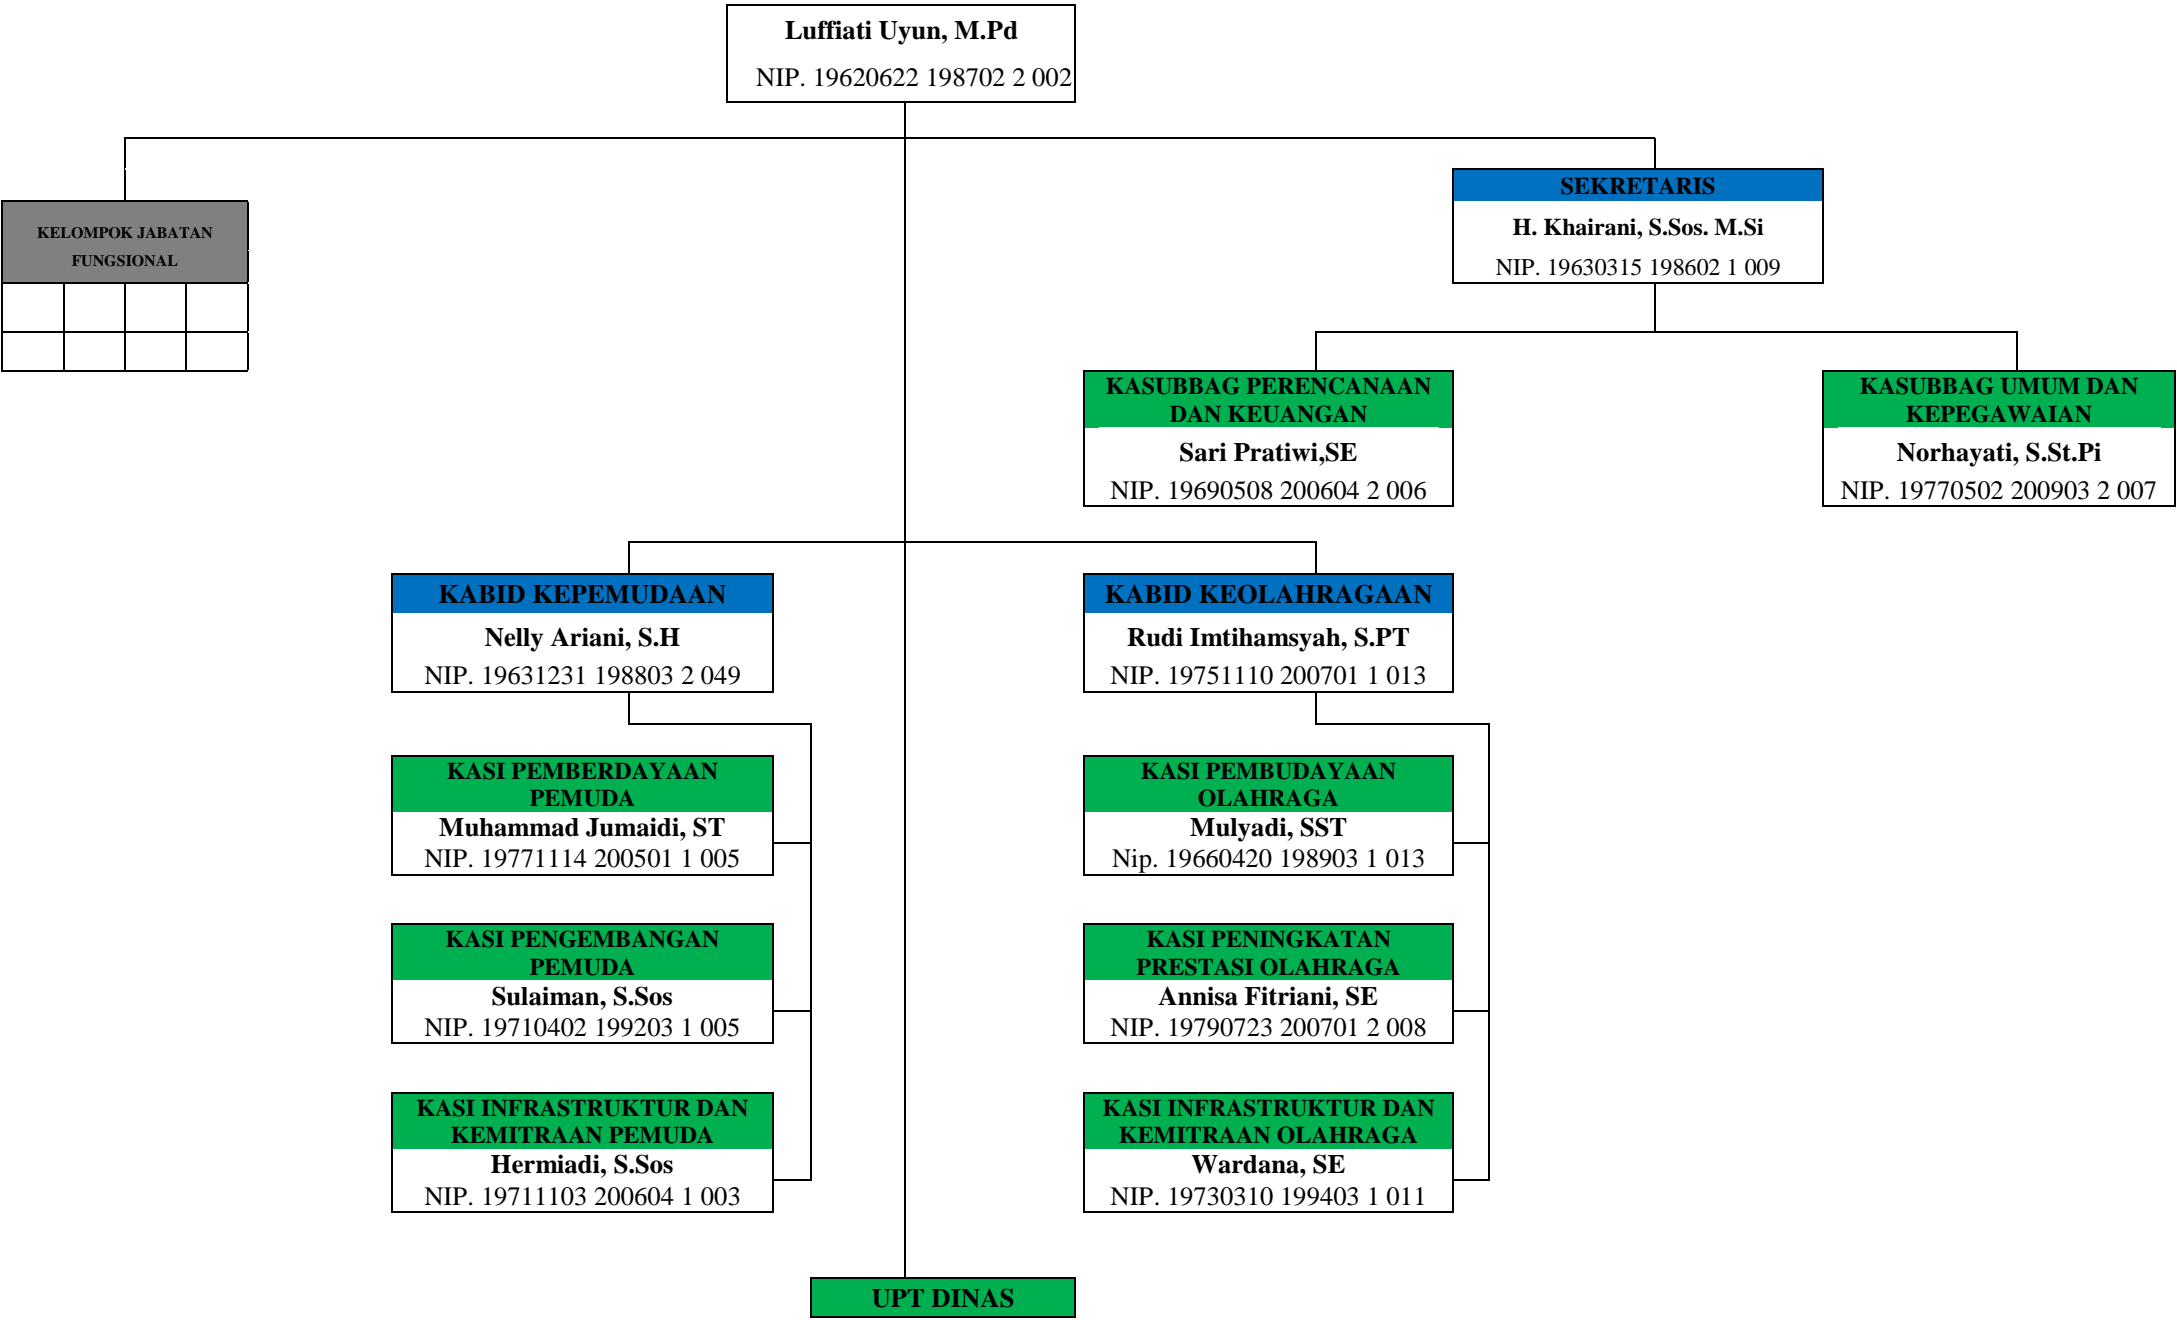 Luffiati Uyun, M.Pd
NIP. 19620622 198702 2 002
SEKRETARIS
H. Khairani, S.Sos. M.Si
NIP. 19630315 198602 1 009
KELOMPOK JABATAN
FUNGSIONAL
KASUBBAG PERENCANAAN
DAN KEUANGAN
Sari Pratiwi,SE
NIP. 19690508 200604 2 006
KASUBBAG UMUM DAN
KEPEGAWAIAN
Norhayati, S.St.Pi
NIP. 19770502 200903 2 007
KABID KEPEMUDAAN
Nelly Ariani, S.H
NIP. 19631231 198803 2 049
KABID KEOLAHRAGAAN
Rudi Imtihamsyah, S.PT
NIP. 19751110 200701 1 013
KASI PEMBERDAYAAN
PEMUDA
Muhammad Jumaidi, ST
NIP. 19771114 200501 1 005
KASI PEMBUDAYAAN
OLAHRAGA
Mulyadi, SST
Nip. 19660420 198903 1 013
KASI PENGEMBANGAN
PEMUDA
Sulaiman, S.Sos
NIP. 19710402 199203 1 005
KASI PENINGKATAN
PRESTASI OLAHRAGA
Annisa Fitriani, SE
NIP. 19790723 200701 2 008
KASI INFRASTRUKTUR DAN
KEMITRAAN PEMUDA
Hermiadi, S.Sos
NIP. 19711103 200604 1 003
KASI INFRASTRUKTUR DAN
KEMITRAAN OLAHRAGA
Wardana, SE
NIP. 19730310 199403 1 011
UPT DINAS